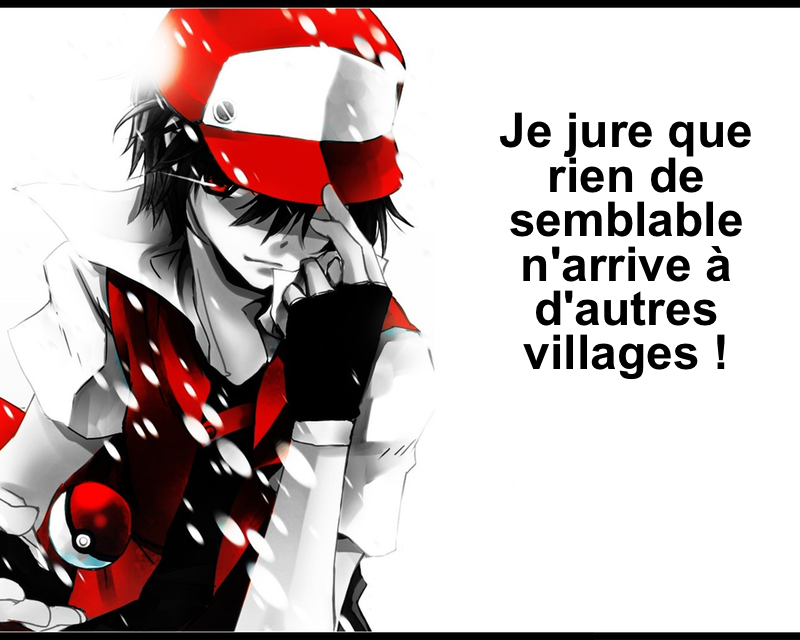 Je jure que
rien de
semblable
n'arrive à
d'autres
villages !